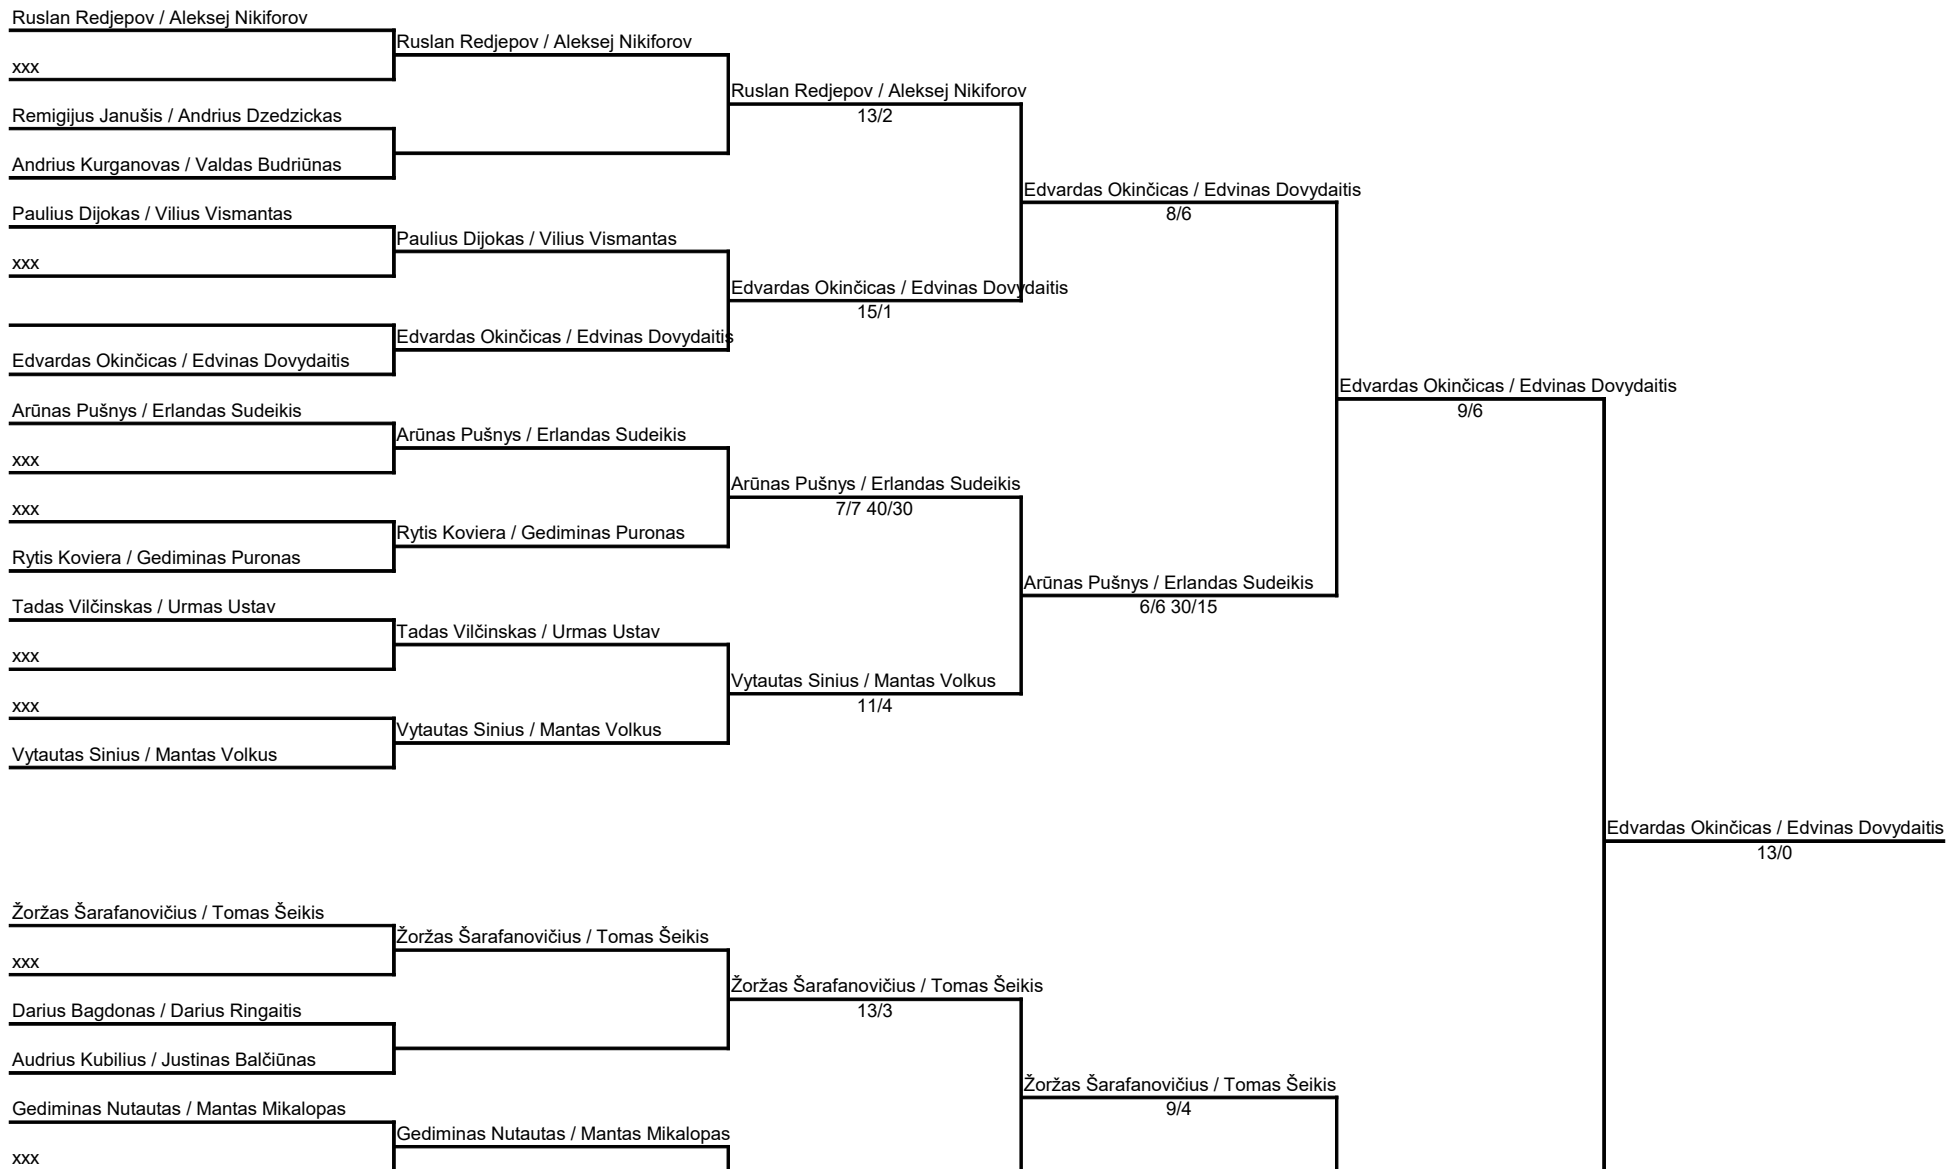 Ruslan Redjepov / Aleksej Nikiforov
Ruslan Redjepov / Aleksej Nikiforov
xxx
Ruslan Redjepov / Aleksej Nikiforov
Remigijus Janušis / Andrius Dzedzickas
13/2
Andrius Kurganovas / Valdas Budriūnas
Edvardas Okinčicas / Edvinas Dovydaitis
Paulius Dijokas / Vilius Vismantas
8/6
Paulius Dijokas / Vilius Vismantas
xxx
Edvardas Okinčicas / Edvinas Dovydaitis
15/1
Edvardas Okinčicas / Edvinas Dovydaitis
Edvardas Okinčicas / Edvinas Dovydaitis
Edvardas Okinčicas / Edvinas Dovydaitis
Arūnas Pušnys / Erlandas Sudeikis
9/6
Arūnas Pušnys / Erlandas Sudeikis
xxx
Arūnas Pušnys / Erlandas Sudeikis
xxx
7/7 40/30
Rytis Koviera / Gediminas Puronas
Rytis Koviera / Gediminas Puronas
Arūnas Pušnys / Erlandas Sudeikis
Tadas Vilčinskas / Urmas Ustav
6/6 30/15
Tadas Vilčinskas / Urmas Ustav
xxx
Vytautas Sinius / Mantas Volkus
xxx
11/4
Vytautas Sinius / Mantas Volkus
Vytautas Sinius / Mantas Volkus
Edvardas Okinčicas / Edvinas Dovydaitis
13/0
Žoržas Šarafanovičius / Tomas Šeikis
Žoržas Šarafanovičius / Tomas Šeikis
xxx
Žoržas Šarafanovičius / Tomas Šeikis
Darius Bagdonas / Darius Ringaitis
13/3
Audrius Kubilius / Justinas Balčiūnas
Žoržas Šarafanovičius / Tomas Šeikis
Gediminas Nutautas / Mantas Mikalopas
9/4
Gediminas Nutautas / Mantas Mikalopas
xxx